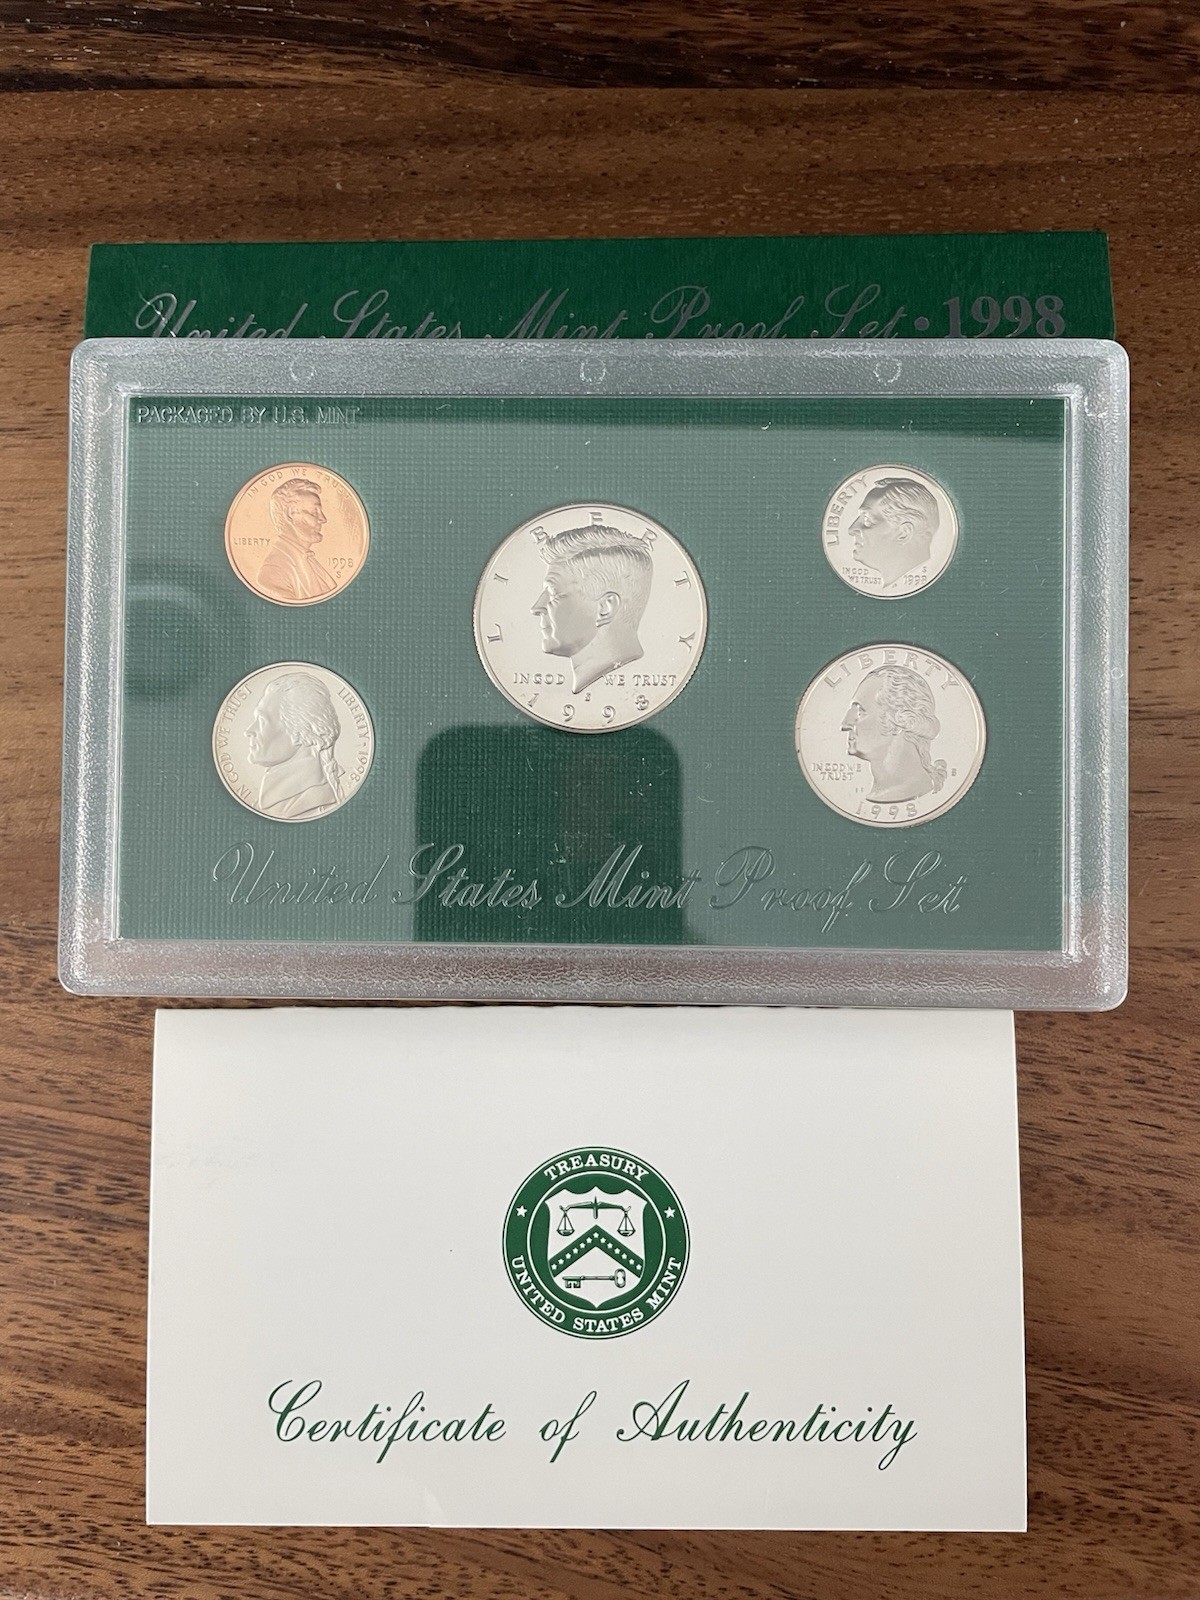 United States Mint Proof Set • 1998
PACKAGED BY U.S. MINT
IN GOD WE TRUST
LIBERTY
1998
S
LIBERTY
IN GOD WE TRUST
S
1998
LIBERTY
IN GOD
WE TRUST
S
1998
IN GOD WE TRUST
LIBERTY • 1998
LIBERTY
IN GOD WE
TRUST
S
1998
United States Mint Proof Set
TREASURY
UNITED STATES MINT
Certificate of Authenticity